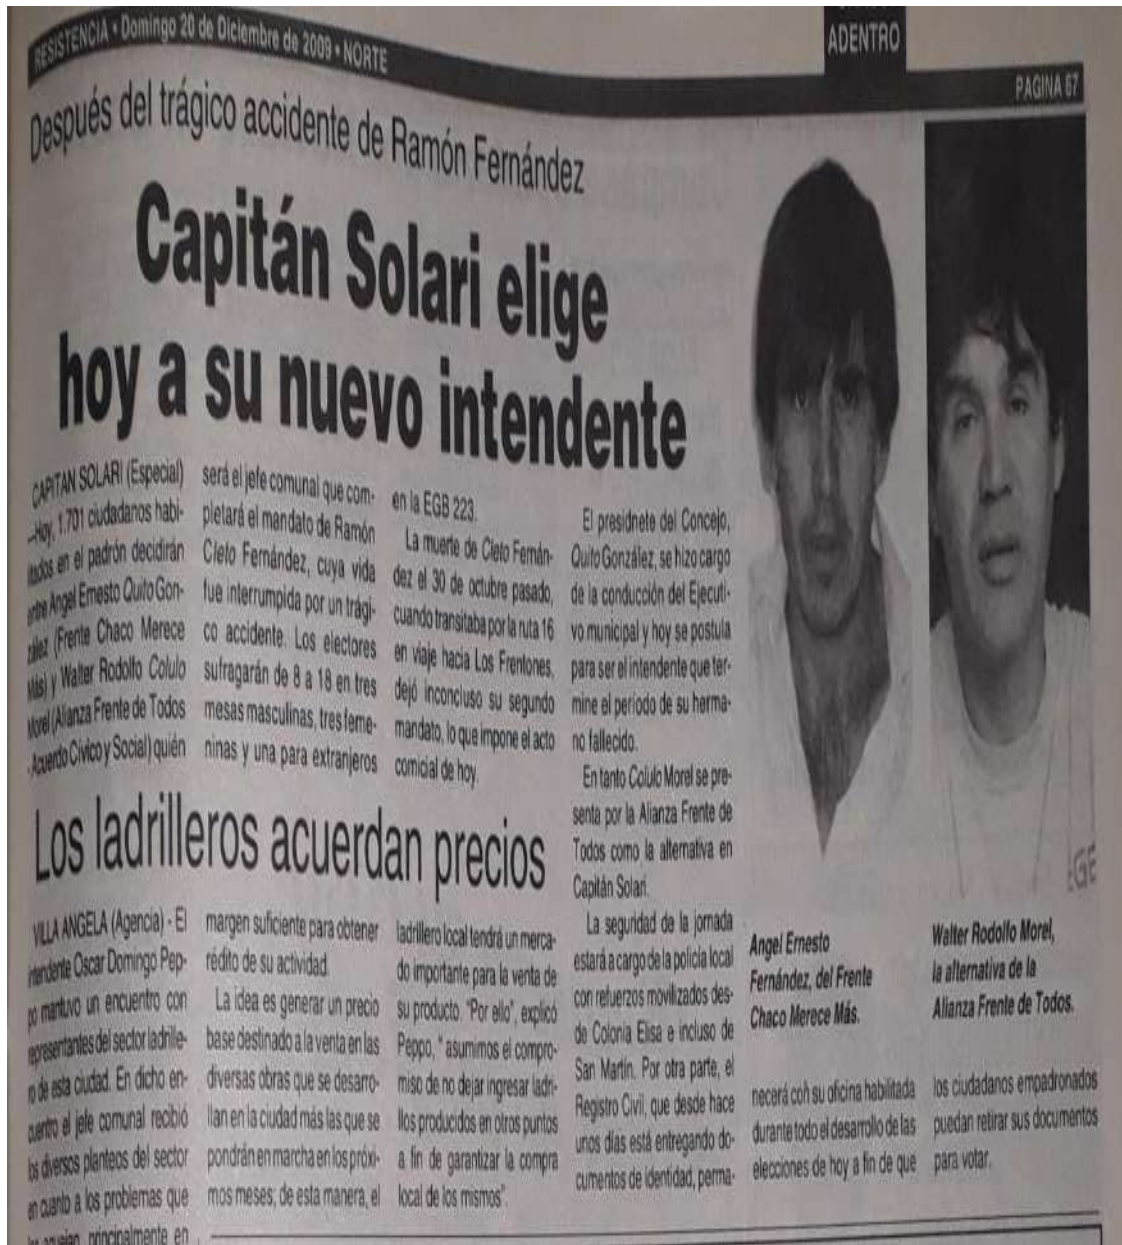 RESISTENCIA • Domingo 20 de Diciembre de 2009 • NORTE
ADENTRO
PAGINA 67
Después del trágico accidente de Ramón Fernández
Capitán Solari elige
hoy a su nuevo intendente
CAPITAN SOLARI (Especial)
—Hoy, 1.701 ciudadanos habi-
litados en el padrón decidirán
entre Angel Ernesto Quito Gon-
zález (Frente Chaco Merece
Más) y Walter Rodolfo Colulo
Morel (Alianza Frente de Todos
- Acuerdo Cívico y Social) quién
será el jefe comunal que com-
pletará el mandato de Ramón
Cleto Fernández, cuya vida
fue interrumpida por un trági-
co accidente. Los electores
sufragarán de 8 a 18 en tres
mesas masculinas, tres feme-
ninas y una para extranjeros
en la EGB 223.
La muerte de Cleto Fernán-
dez el 30 de octubre pasado,
cuando transitaba por la ruta 16
en viaje hacia Los Frentones,
dejó inconcluso su segundo
mandato, lo que impone el acto
comicial de hoy.
El presidnete del Concejo,
Quito González, se hizo cargo
de la conducción del Ejecuti-
vo municipal y hoy se postula
para ser el intendente que ter-
mine el período de su herma-
no fallecido.
En tanto Colulo Morel se pre-
senta por la Alianza Frente de
Todos como la alternativa en
Capitán Solari.
La seguridad de la jornada
estará a cargo de la policía local
con refuerzos movilizados des-
de Colonia Elisa e incluso de
San Martín. Por otra parte, el
Registro Civil, que desde hace
unos días está entregando do-
cumentos de identidad, perma-
necerá con su oficina habilitada
durante todo el desarrollo de las
elecciones de hoy a fin de que
los ciudadanos empadronados
puedan retirar sus documentos
para votar.
Angel Ernesto
Fernández, del Frente
Chaco Merece Más.
Walter Rodolfo Morel,
la alternativa de la
Alianza Frente de Todos.
Los ladrilleros acuerdan precios
VILLA ANGELA (Agencia) - El
intendente Oscar Domingo Pep-
po mantuvo un encuentro con
representantes del sector ladrille-
ro de esta ciudad. En dicho en-
cuentro el jefe comunal recibió
los diversos planteos del sector
en cuanto a los problemas que
los aquejan, principalmente en
margen suficiente para obtener
rédito de su actividad.
La idea es generar un precio
base destinado a la venta en las
diversas obras que se desarro-
llan en la ciudad más las que se
pondrán en marcha en los próxi-
mos meses; de esta manera, el
ladrillero local tendrá un merca-
do importante para la venta de
su producto. "Por ello", explicó
Peppo, " asumimos el compro-
miso de no dejar ingresar ladri-
llos producidos en otros puntos
a fin de garantizar la compra
local de los mismos".